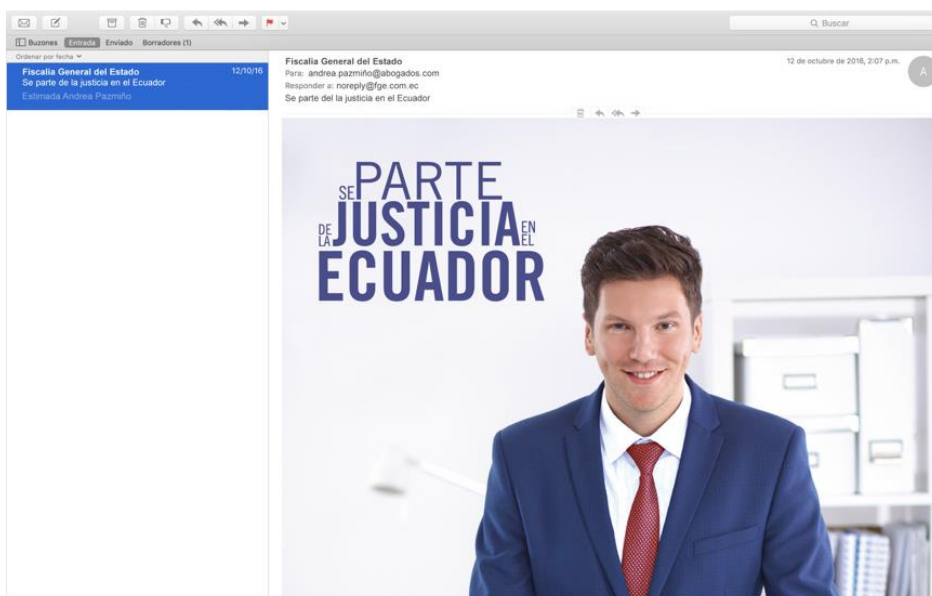 Buscar
Buzones Entrada Enviado Borradores (1)
Ordenar por fecha
Fiscalia General del Estado 12/10/16
Se parte de la justicia en el Ecuador
Estimada Andrea Pazmiño
Fiscalia General del Estado 12 de octubre de 2016, 2:07 p.m.
Para: andrea pazmiño@abogados.com
Responder a: noreply@fge.com.ec
Se parte del la justicia en el Ecuador
A
SE PARTE
DE LA JUSTICIA EN EL
ECUADOR